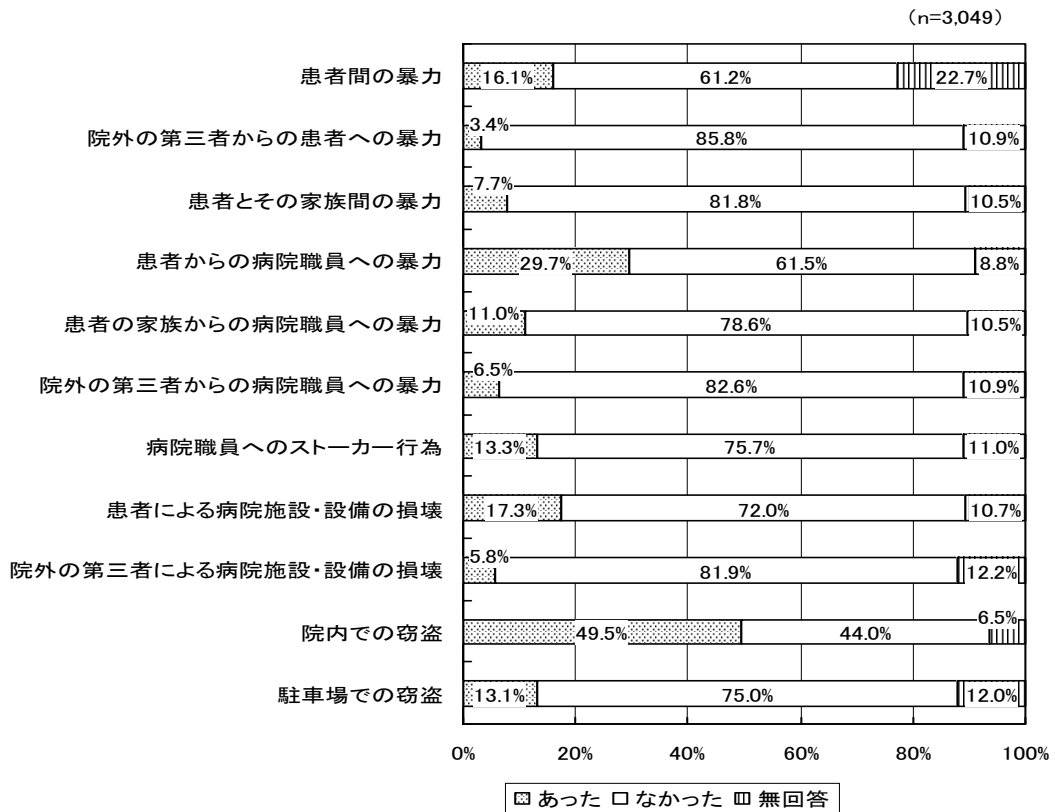 （n=3,049）
患者間の暴力 16.1% 61.2% 22.7%
院外の第三者からの患者への暴力 3.4% 85.8% 10.9%
患者とその家族間の暴力 7.7% 81.8% 10.5%
患者からの病院職員への暴力 29.7% 61.5% 8.8%
患者の家族からの病院職員への暴力 11.0% 78.6% 10.5%
院外の第三者からの病院職員への暴力 6.5% 82.6% 10.9%
病院職員へのストーカー行為 13.3% 75.7% 11.0%
患者による病院施設・設備の損壊 17.3% 72.0% 10.7%
院外の第三者による病院施設・設備の損壊 5.8% 81.9% 12.2%
院内での窃盗 49.5% 44.0% 6.5%
駐車場での窃盗 13.1% 75.0% 12.0%
0% 20% 40% 60% 80% 100%
あった なかった 無回答